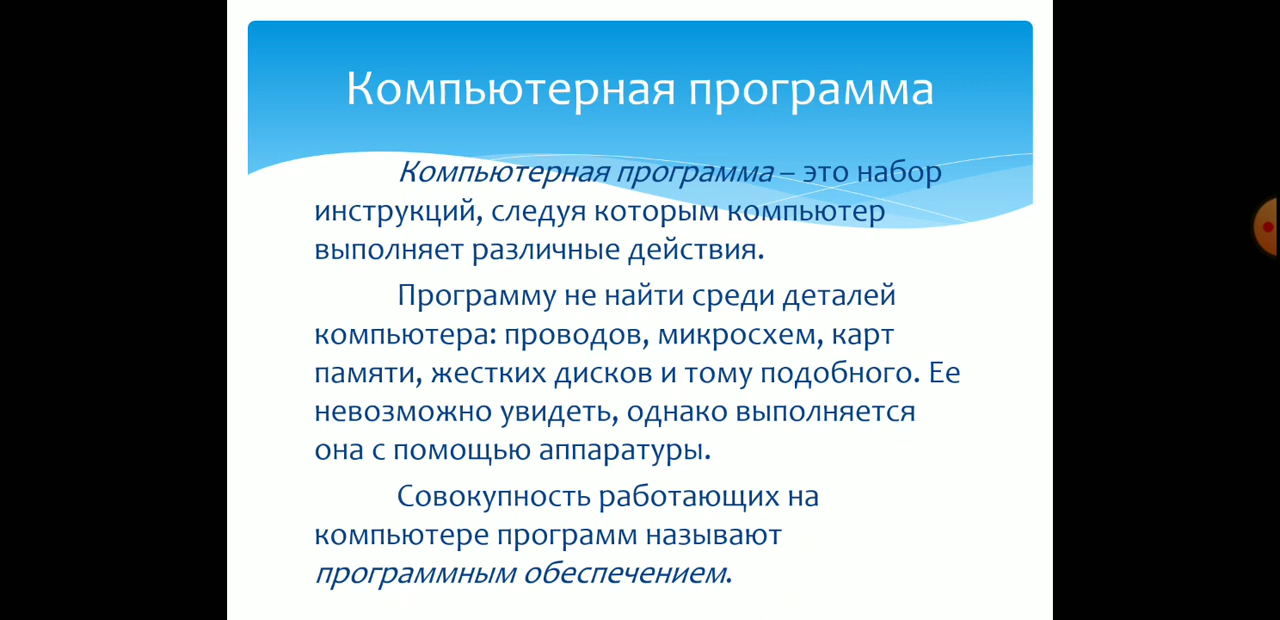 Компьютерная программа
Компьютерная программа – это набор
инструкций, следуя которым компьютер
выполняет различные действия.
Программу не найти среди деталей
компьютера: проводов, микросхем, карт
памяти, жестких дисков и тому подобного. Ее
невозможно увидеть, однако выполняется
она с помощью аппаратуры.
Совокупность работающих на
компьютере программ называют
программным обеспечением.